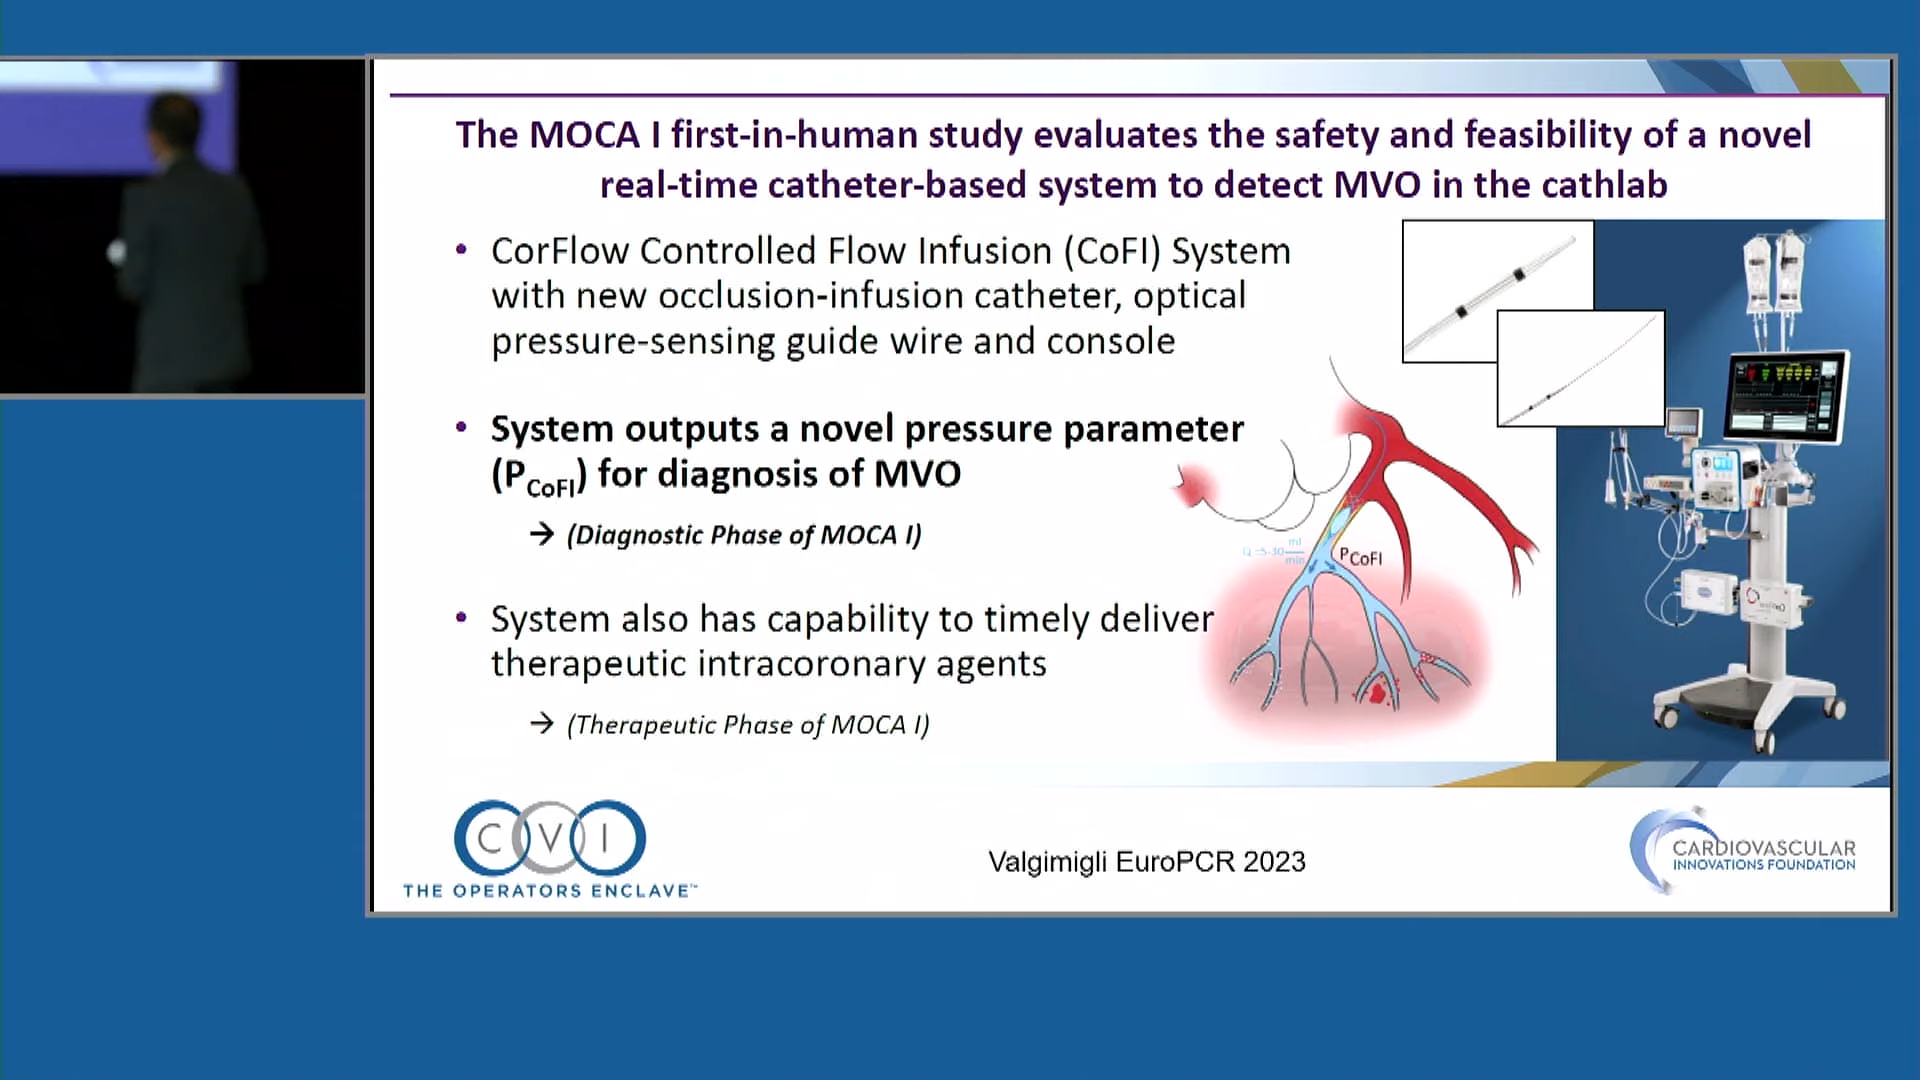 The MOCA I first-in-human study evaluates the safety and feasibility of a novel
real-time catheter-based system to detect MVO in the cathlab
• CorFlow Controlled Flow Infusion (CoFI) System
with new occlusion-infusion catheter, optical
pressure-sensing guide wire and console
• System outputs a novel pressure parameter
(PCoFI) for diagnosis of MVO
→ (Diagnostic Phase of MOCA I)
ml
min
PCoFI
• System also has capability to timely deliver
therapeutic intracoronary agents
→ (Therapeutic Phase of MOCA I)
CVI
THE OPERATORS ENCLAVE™
Valgimigli EuroPCR 2023
CARDIOVASCULAR
INNOVATIONS FOUNDATION